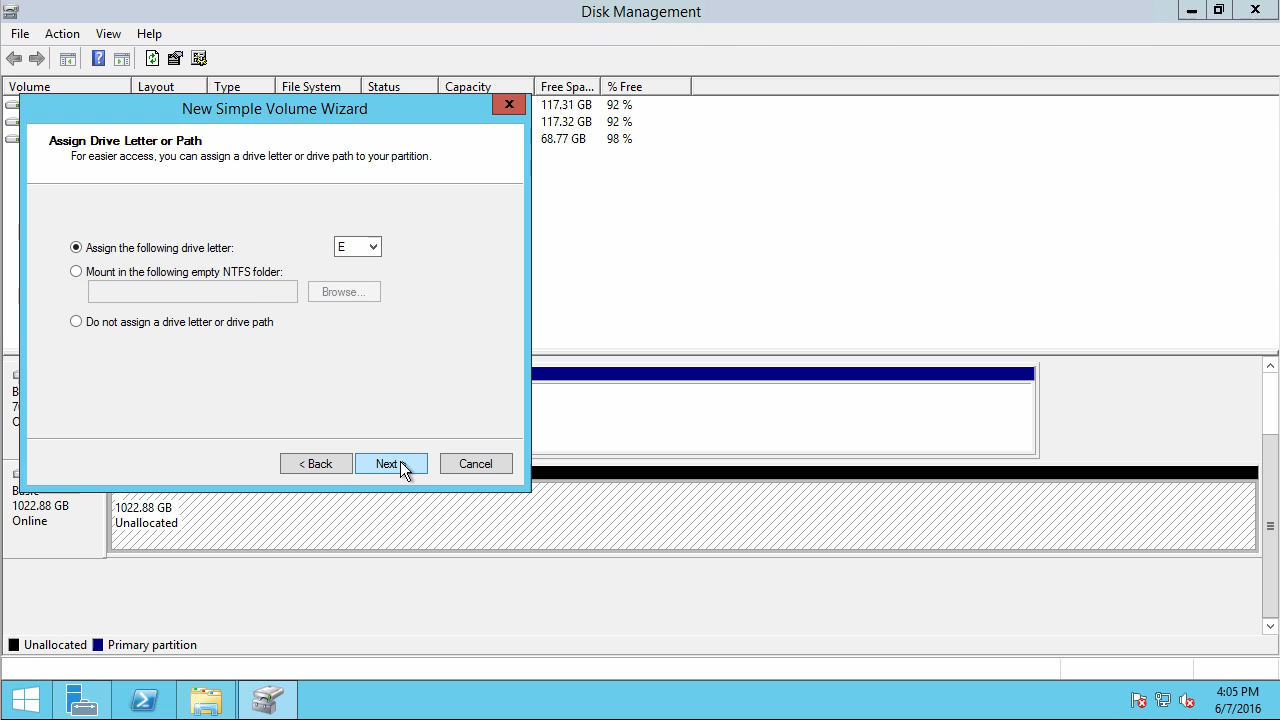 Disk Management
File Action View Help
Volume Layout Type File System Status Capacity Free Spa... % Free
117.31 GB 92 %
117.32 GB 92 %
68.77 GB 98 %
New Simple Volume Wizard
Assign Drive Letter or Path
For easier access, you can assign a drive letter or drive path to your partition.
Assign the following drive letter: E
Mount in the following empty NTFS folder:
Browse...
Do not assign a drive letter or drive path
< Back Next Cancel
1022.88 GB
Online
1022.88 GB
Unallocated
Unallocated Primary partition
4:05 PM
6/7/2016